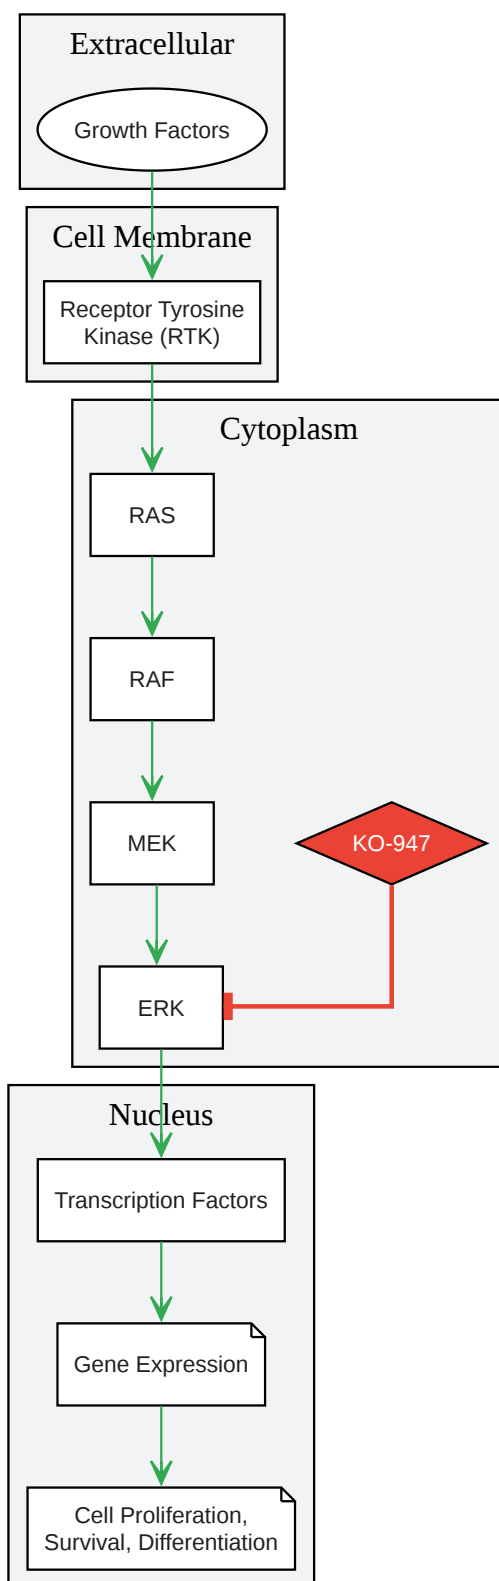 Extracellular
Growth Factors
Cell Membrane
Receptor Tyrosine
Kinase (RTK)
Cytoplasm
RAS
RAF
MEK
KO-947
ERK
Nucleus
Transcription Factors
Gene Expression
Cell Proliferation,
Survival, Differentiation